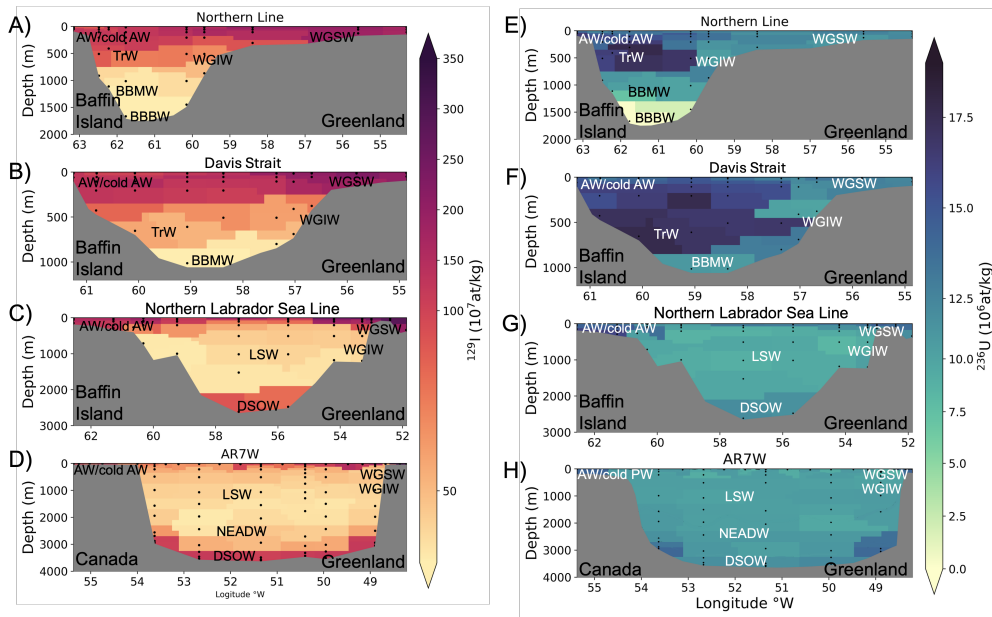 A)
Northern Line
AW/cold AW
WGSW
TrW
WGIW
BBMW
BBBW
Baffin
Island
Greenland
Depth (m)
0
500
1000
1500
2000
63
62
61
60
59
58
57
56
55
B)
Davis Strait
AW/cold AW
WGSW
WGIW
TrW
BBMW
Baffin
Island
Greenland
Depth (m)
0
500
1000
61
60
59
58
57
56
55
C)
Northern Labrador Sea Line
AW/cold AW
WGSW
LSW
WGIW
DSOW
Baffin
Island
Greenland
Depth (m)
0
1000
2000
3000
62
60
58
56
54
52
D)
AR7W
AW/cold AW
WGSW
LSW
WGIW
NEADW
DSOW
Canada
Greenland
Depth (m)
0
1000
2000
3000
4000
55
54
53
52
51
50
49
Logitude °W
350
300
250
200
150
100
50
129I (10^7at/kg)
E)
Northern Line
AW/cold AW
WGSW
TrW
WGIW
BBMW
BBBW
Baffin
Island
Greenland
Depth (m)
0
500
1000
1500
2000
63
62
61
60
59
58
57
56
55
F)
Davis Strait
AW/cold AW
WGSW
WGIW
TrW
BBMW
Baffin
Island
Greenland
Depth (m)
0
500
1000
61
60
59
58
57
56
55
G)
Northern Labrador Sea Line
AW/cold AW
WGSW
LSW
WGIW
DSOW
Baffin
Island
Greenland
Depth (m)
0
1000
2000
3000
62
60
58
56
54
52
H)
AR7W
AW/cold PW
WGSW
LSW
WGIW
NEADW
DSOW
Canada
Greenland
Depth (m)
0
1000
2000
3000
4000
55
54
53
52
51
50
49
Logitude °W
17.5
15.0
12.5
10.0
7.5
5.0
2.5
0.0
236U (10^6at/kg)